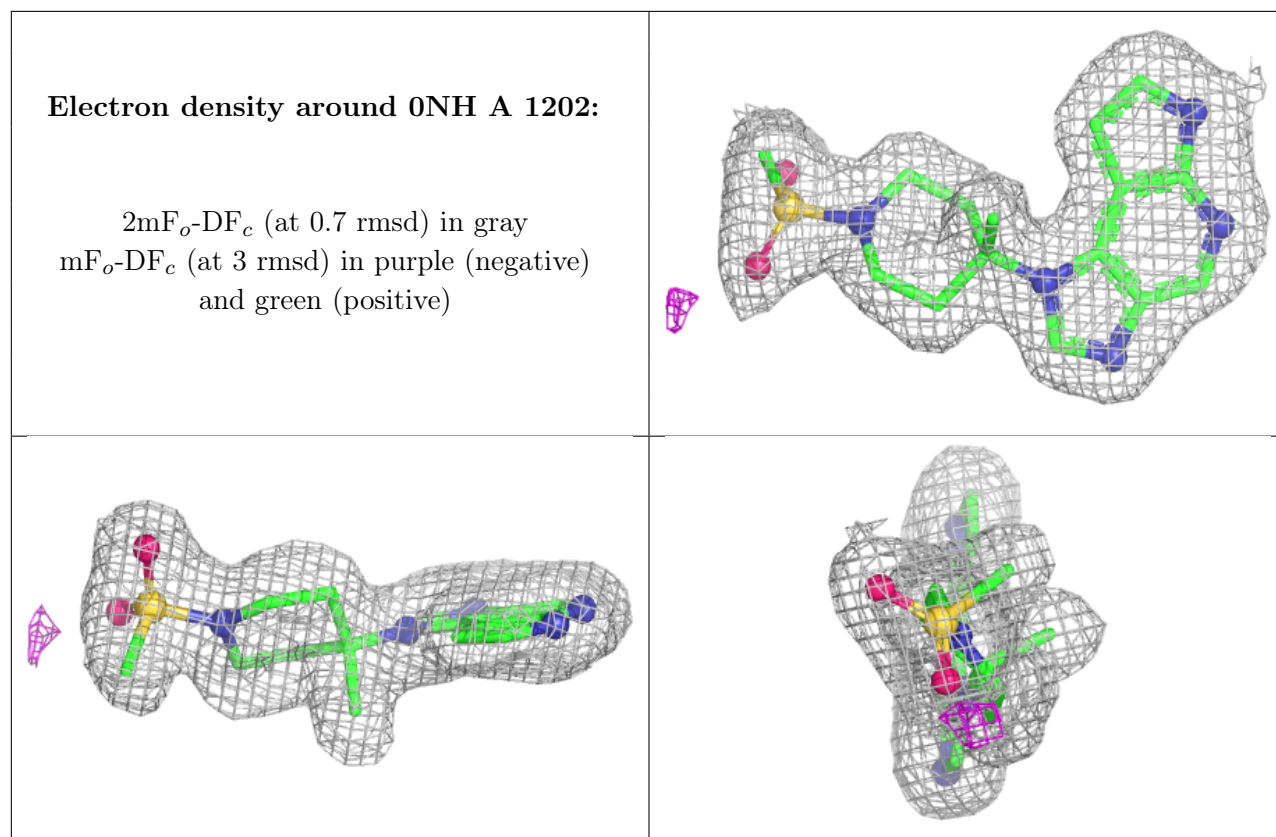 Electron density around 0NH A 1202:
2mFo-DFc (at 0.7 rmsd) in gray
mFo-DFc (at 3 rmsd) in purple (negative)
and green (positive)